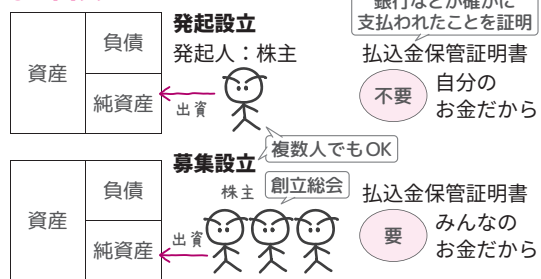 銀行などが確かに
支払われたことを証明
発起設立
発起人：株主
払込金保管証明書
資産
負債
純資産
出資
不要
自分の
お金だから
複数人でもOK
募集設立
株主
創立総会
払込金保管証明書
資産
負債
純資産
出資
要
みんなの
お金だから